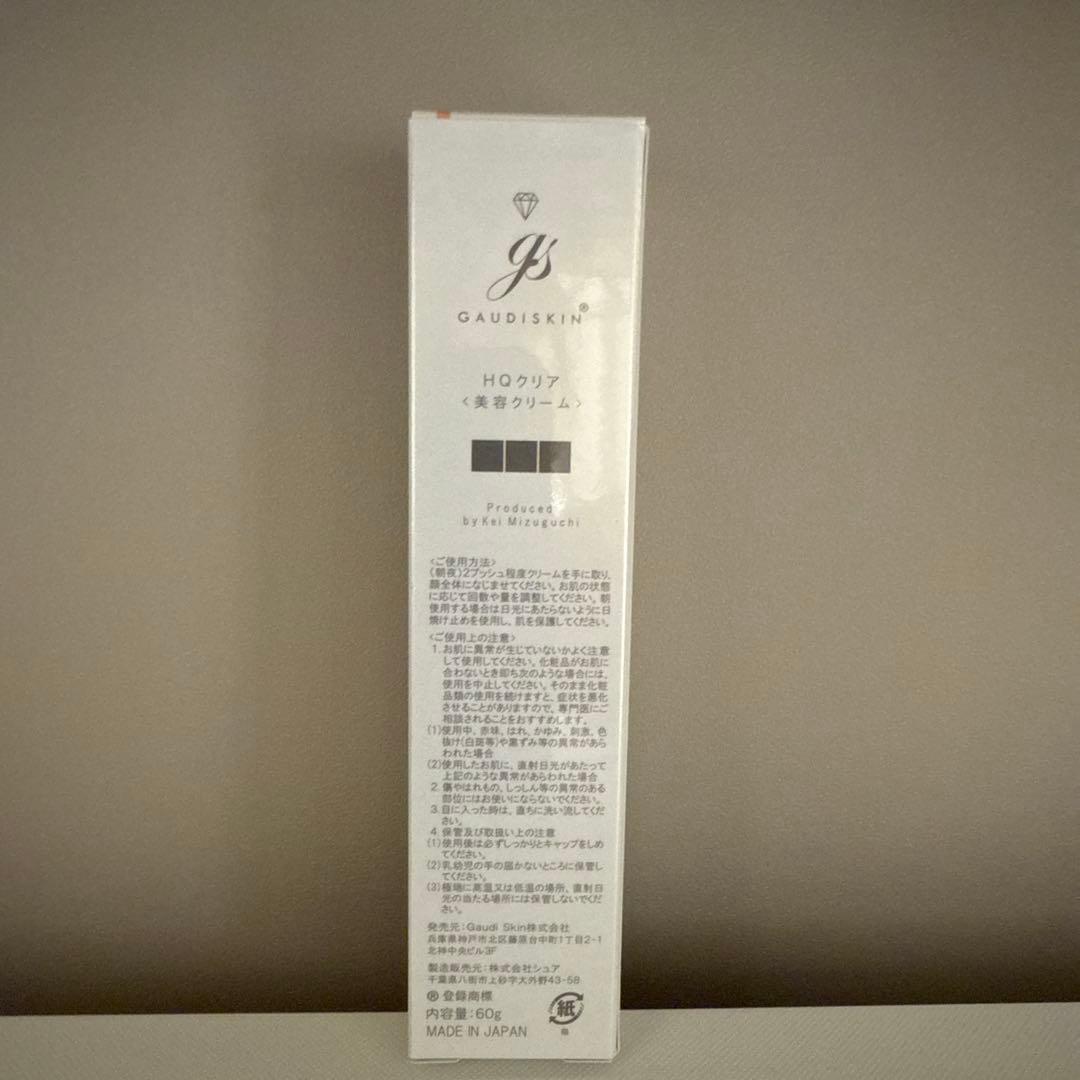 gs
GAUDISKIN®
HQクリア
<美容クリーム>
Produced
by Kei Mizuguchi
<ご使用方法>
(朝夜)2プッシュ程度クリームを手に取り、
顔全体になじませてください。お肌の状態
に応じて回数や量を調整してください。朝
使用する場合は日光にあたらないように日
焼け止めを使用し、肌を保護してください。
<ご使用上の注意>
1. お肌に異常が生じていないかよく注意
して使用してください。化粧品がお肌に
合わないとき即ち次のような場合には、
使用を中止してください。そのまま化粧
品類の使用を続けますと、症状を悪化
させることがありますので、専門医にご
相談されることをおすすめします。
(1)使用中、赤味、はれ、かゆみ、刺激、色
抜け(白斑等)や黒ずみ等の異常があら
われた場合
(2)使用したお肌に、直射日光があたって
上記のような異常があらわれた場合
2. 傷やはれもの、しっしん等の異常のある
部位にはお使いにならないでください。
3. 目に入った時は、直ちに洗い流してくだ
さい。
4. 保管及び取扱い上の注意
(1)使用後は必ずしっかりとキャップをしめ
てください。
(2)乳幼児の手の届かないところに保管し
てください。
(3)極端に高温又は低温の場所、直射日
光の当たる場所には保管しないでくだ
さい。
発売元:Gaudi Skin株式会社
兵庫県神戸市北区藤原台中町1丁目2-1
北神中央ビル3F
製造販売元:株式会社シュア
千葉県八街市上砂字大外野43-58
® 登録商標
内容量:60g
MADE IN JAPAN
紙
箱